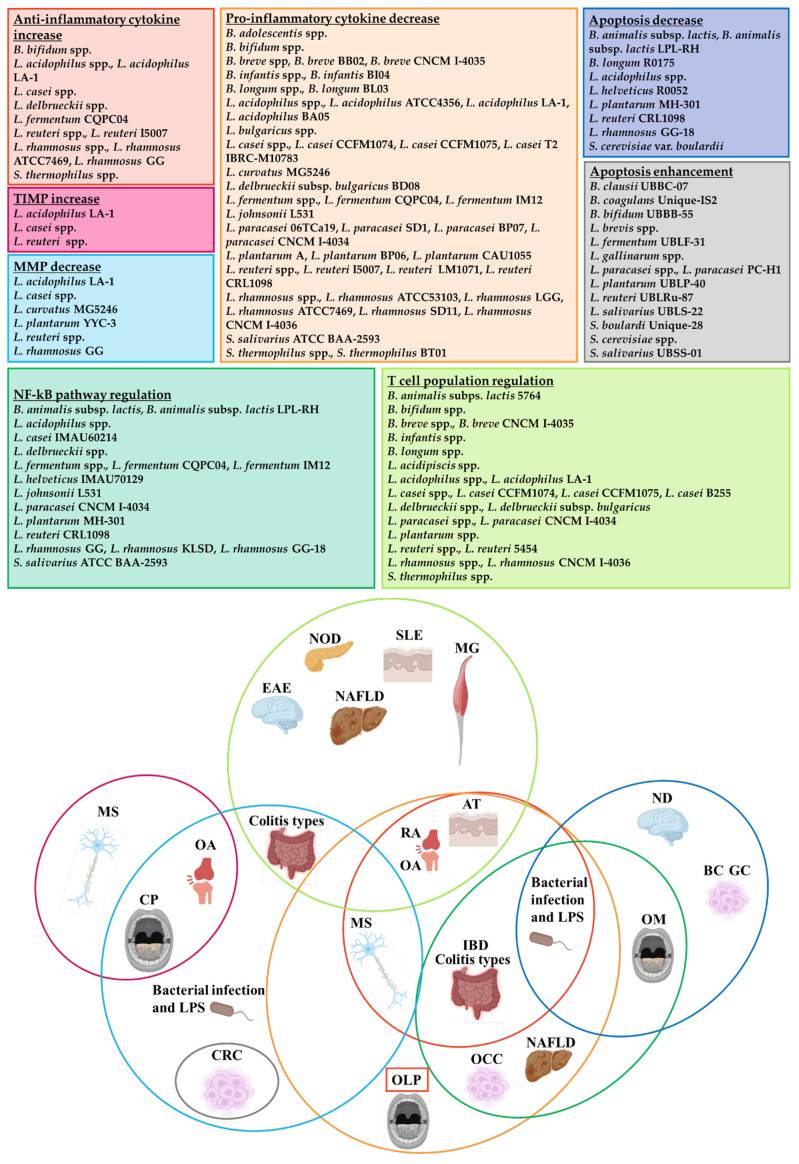 Anti-inflammatory cytokine
increase
B. bifidum spp.
L. acidophilus spp., L. acidophilus
LA-1
L. casei spp.
L. delbrueckii spp.
L. fermentum CQPC04
L. reuteri spp., L. reuteri I5007
L. rhamnosus spp., L. rhamnosus
ATCC7469, L. rhamnosus GG
S. thermophilus spp.
TIMP increase
L. acidophilus LA-1
L. casei spp.
L. reuteri spp.
MMP decrease
L. acidophilus LA-1
L. casei spp.
L. curvatus MG5246
L. plantarum YYC-3
L. reuteri spp.
L. rhamnosus GG
Pro-inflammatory cytokine decrease
B. adolescentis spp.
B. bifidum spp.
B. breve spp, B. breve BB02, B. breve CNCM I-4035
B. infantis spp., B. infantis BI04
B. longum spp., B. longum BL03
L. acidophilus spp., L. acidophilus ATCC4356, L. acidophilus LA-1,
L. acidophilus BA05
L. bulgaricus spp.
L. casei spp., L. casei CCFM1074, L. casei CCFM1075, L. casei T2
IBRC-M10783
L. curvatus MG5246
L. delbrueckii subsp. bulgaricus BD08
L. fermentum spp., L. fermentum CQPC04, L. fermentum IM12
L. johnsonii L531
L. paracasei 06TCa19, L. paracasei SD1, L. paracasei BP07, L.
paracasei CNCM I-4034
L. plantarum A, L. plantarum BP06, L. plantarum CAU1055
L. reuteri spp., L. reuteri I5007, L. reuteri LM1071, L. reuteri
CRL1098
L. rhamnosus spp., L. rhamnosus ATCC53103, L. rhamnosus LGG,
L. rhamnosus ATCC7469, L. rhamnosus SD11, L. rhamnosus
CNCM I-4036
S. salivarius ATCC BAA-2593
S. thermophilus spp., S. thermophilus BT01
Apoptosis decrease
B. animalis subsp. lactis, B. animalis
subsp. lactis LPL-RH
B. longum R0175
L. acidophilus spp.
L. helveticus R0052
L. plantarum MH-301
L. reuteri CRL1098
L. rhamnosus GG-18
S. cerevisiae var. boulardii
Apoptosis enhancement
B. clausii UBBC-07
B. coagulans Unique-IS2
B. bifidum UBBB-55
L. brevis spp.
L. fermentum UBLF-31
L. gallinarum spp.
L. paracasei spp., L. paracasei PC-H1
L. plantarum UBLP-40
L. reuteri UBLRu-87
L. salivarius UBLS-22
S. boulardi Unique-28
S. cerevisiae spp.
S. salivarius UBSS-01
NF-kB pathway regulation
B. animalis subsp. lactis, B. animalis subsp. lactis LPL-RH
L. acidophilus spp.
L. casei IMAU60214
L. delbrueckii spp.
L. fermentum spp., L. fermentum CQPC04, L. fermentum IM12
L. helveticus IMAU70129
L. johnsonii L531
L. paracasei CNCM I-4034
L. plantarum MH-301
L. reuteri CRL1098
L. rhamnosus GG, L. rhamnosus KLSD, L. rhamnosus GG-18
S. salivarius ATCC BAA-2593
T cell population regulation
B. animalis subps. lactis 5764
B. bifidum spp.
B. breve spp., B. breve CNCM I-4035
B. infantis spp.
B. longum spp.
L. acidipiscis spp.
L. acidophilus spp., L. acidophilus LA-1
L. casei spp., L. casei CCFM1074, L. casei CCFM1075, L. casei B255
L. delbrueckii spp., L. delbrueckii subsp. bulgaricus
L. paracasei spp., L. paracasei CNCM I-4034
L. plantarum spp.
L. reuteri spp., L. reuteri 5454
L. rhamnosus spp., L. rhamnosus CNCM I-4036
S. thermophilus spp.
NOD
SLE
MG
EAE
NAFLD
MS
OA
CP
Colitis types
AT
RA
OA
ND
BC GC
Bacterial
infection
and LPS
OM
MS
IBD
Colitis types
Bacterial infection
and LPS
CRC
OCC
NAFLD
OLP